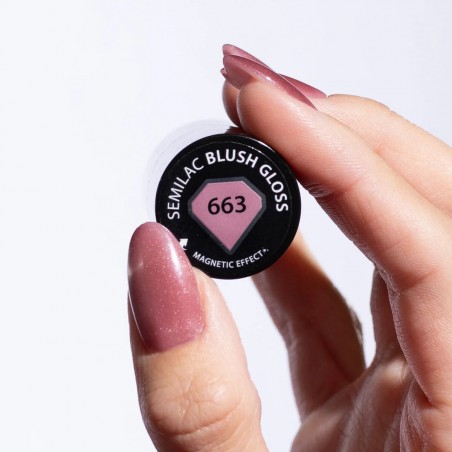 SEMILAC BLUSH GLOSS
663
MAGNETIC EFFECT*.